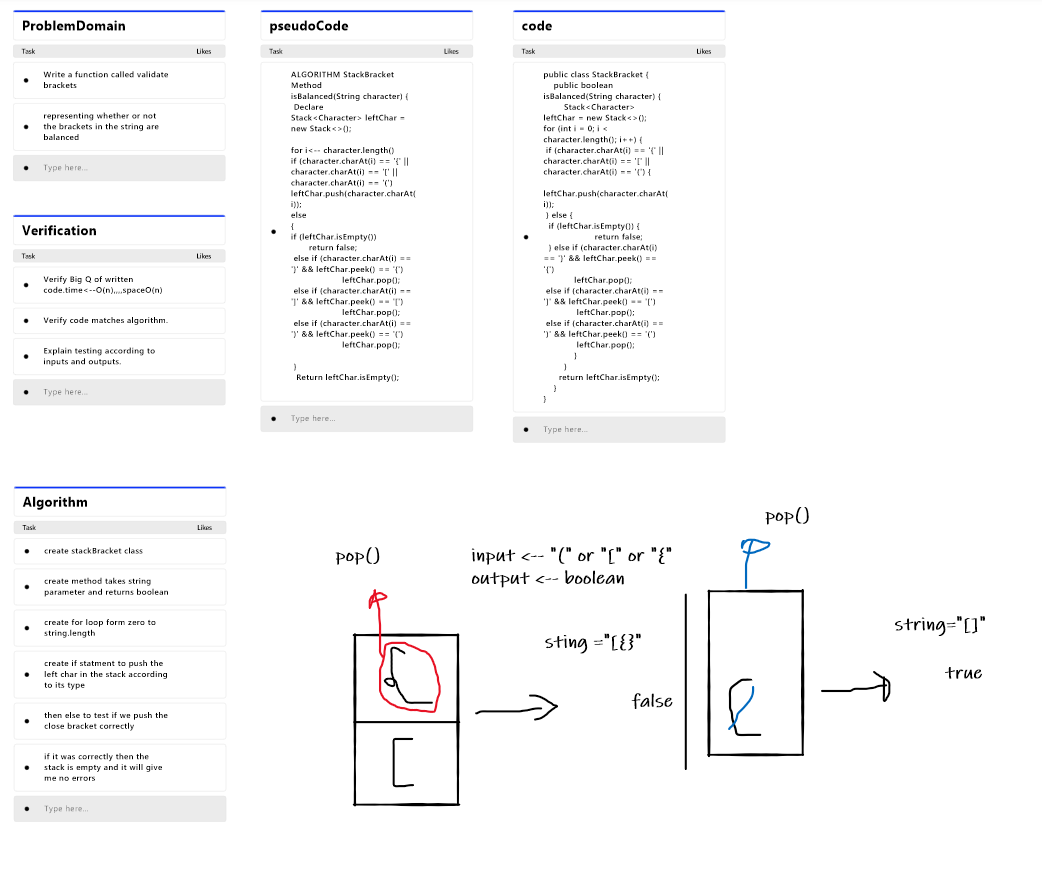 ProblemDomain
Task Likes
Write a function called validate
brackets
representing whether or not
the brackets in the string are
balanced
Type here...
Verification
Task Likes
Verify Big Q of written
code.time<--O(n),,,,spaceO(n)
Verify code matches algorithm.
Explain testing according to
inputs and outputs.
Type here...
pseudoCode
Task Likes
ALGORITHM StackBracket
Method
isBalanced(String character) {
Declare
Stack<Character> leftChar =
new Stack<>();
for i<-- character.length()
if (character.charAt(i) == '{' ||
character.charAt(i) == '[' ||
character.charAt(i) == '(')
leftChar.push(character.charAt(
i));
else
{
if (leftChar.isEmpty())
return false;
else if (character.charAt(i) ==
'}' && leftChar.peek() == '{')
leftChar.pop();
else if (character.charAt(i) ==
']' && leftChar.peek() == '[')
leftChar.pop();
else if (character.charAt(i) ==
')' && leftChar.peek() == '(')
leftChar.pop();
}
Return leftChar.isEmpty();
Type here...
code
Task Likes
public class StackBracket {
public boolean
isBalanced(String character) {
Stack<Character>
leftChar = new Stack<>();
for (int i = 0; i <
character.length(); i++) {
if (character.charAt(i) == '{' ||
character.charAt(i) == '[' ||
character.charAt(i) == '(') {
leftChar.push(character.charAt(
i));
} else {
if (leftChar.isEmpty()) {
return false;
} else if (character.charAt(i)
== '}' && leftChar.peek() ==
'{')
leftChar.pop();
else if (character.charAt(i) ==
']' && leftChar.peek() == '[')
leftChar.pop();
else if (character.charAt(i) ==
')' && leftChar.peek() == '(')
leftChar.pop();
}
}
return leftChar.isEmpty();
}
}
Type here...
Algorithm
Task Likes
create stackBracket class
create method takes string
parameter and returns boolean
create for loop form zero to
string.length
create if statment to push the
left char in the stack according
to its type
then else to test if we push the
close bracket correctly
if it was correctly then the
stack is empty and it will give
me no errors
Type here...
pop()
input <-- "(" or "[" or "{"
output <-- boolean
sting ="[{}"
false
{
[
pop()
string="[]"
true
[